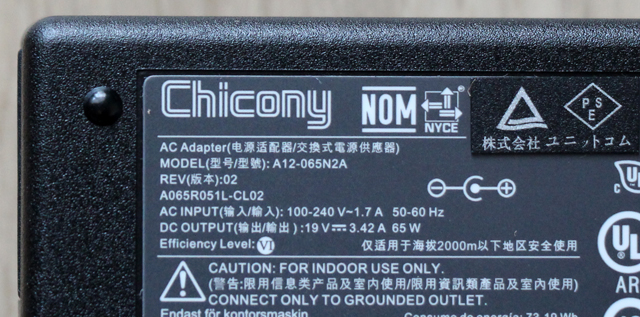 Chicony NOM NYCE
P S E
株式会社 ユニットコム
AC Adapter(电源适配器/交換式電源供應器)
MODEL(型号/型號): A12-065N2A
REV(版本):02
A065R051L-CL02
AC INPUT(输入/輸入): 100-240 V~1.7 A 50-60 Hz
DC OUTPUT(输出/輸出): 19 V⎓3.42 A 65 W
Efficiency Level: VI 仅适用于海拔2000m以下地区安全使用
c UL
UL
CAUTION: FOR INDOOR USE ONLY.
(警告:限用信息类产品及室内使用/限用資訊類產品及室內使用)
CONNECT ONLY TO GROUNDED OUTLET.
Endast för kontorsmaskin